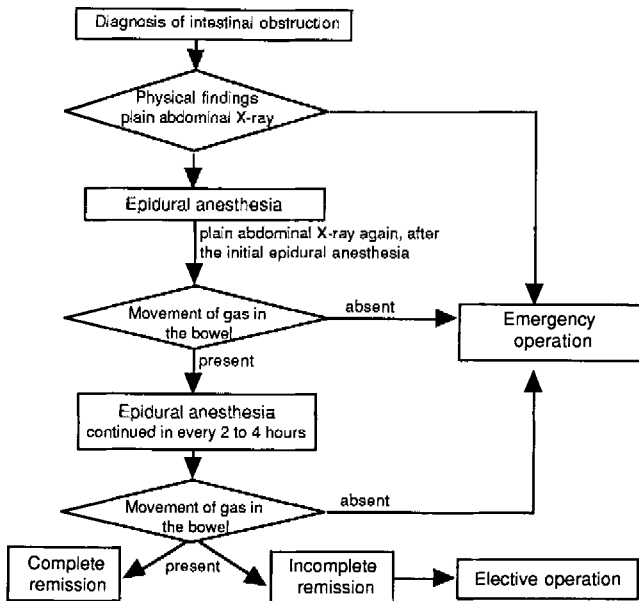 Diagnosis of intestinal obstruction
Physical findings
plain abdominal X-ray
Epidural anesthesia
plain abdominal X-ray again, after
the initial epidural anesthesia
Movement of gas in
the bowel
absent
Emergency
operation
present
Epidural anesthesia
continued in every 2 to 4 hours
Movement of gas in
the bowel
absent
present
Complete
remission
Incomplete
remission
Elective operation